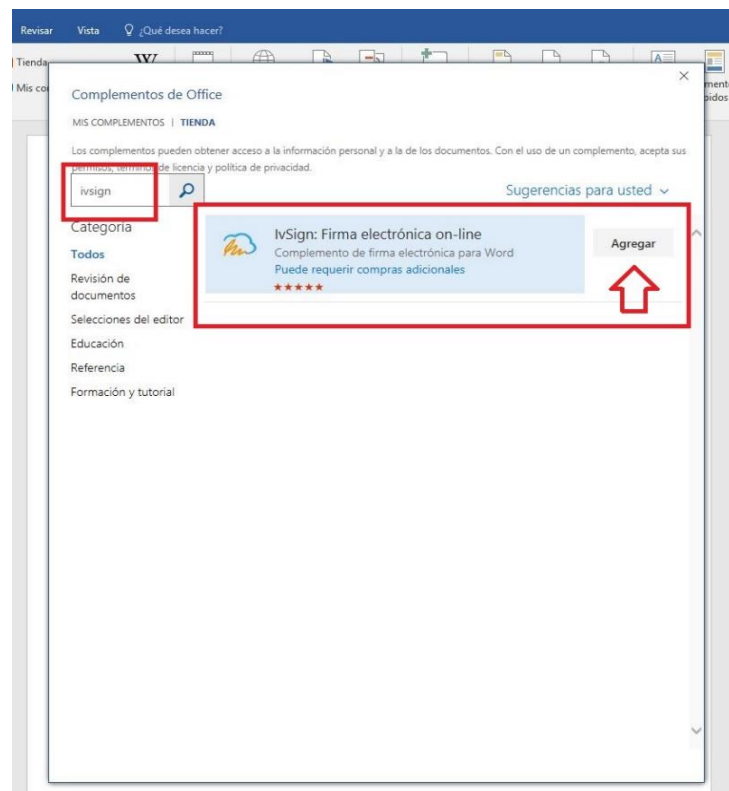 Revisar Vista ¿Qué desea hacer?
Tienda
W
A
Mis
Complementos de Office
MIS COMPLEMENTOS | TIENDA
Los complementos pueden obtener acceso a la información personal y a la de los documentos. Con el uso de un complemento, acepta sus
permisos, términos de licencia y política de privacidad.
ivsign
Sugerencias para usted
Categoría
Todos
Revisión de
documentos
Selecciones del editor
Educación
Referencia
Formación y tutorial
IvSign: Firma electrónica on-line
Complemento de firma electrónica para Word
Puede requerir compras adicionales
★★★★★
Agregar